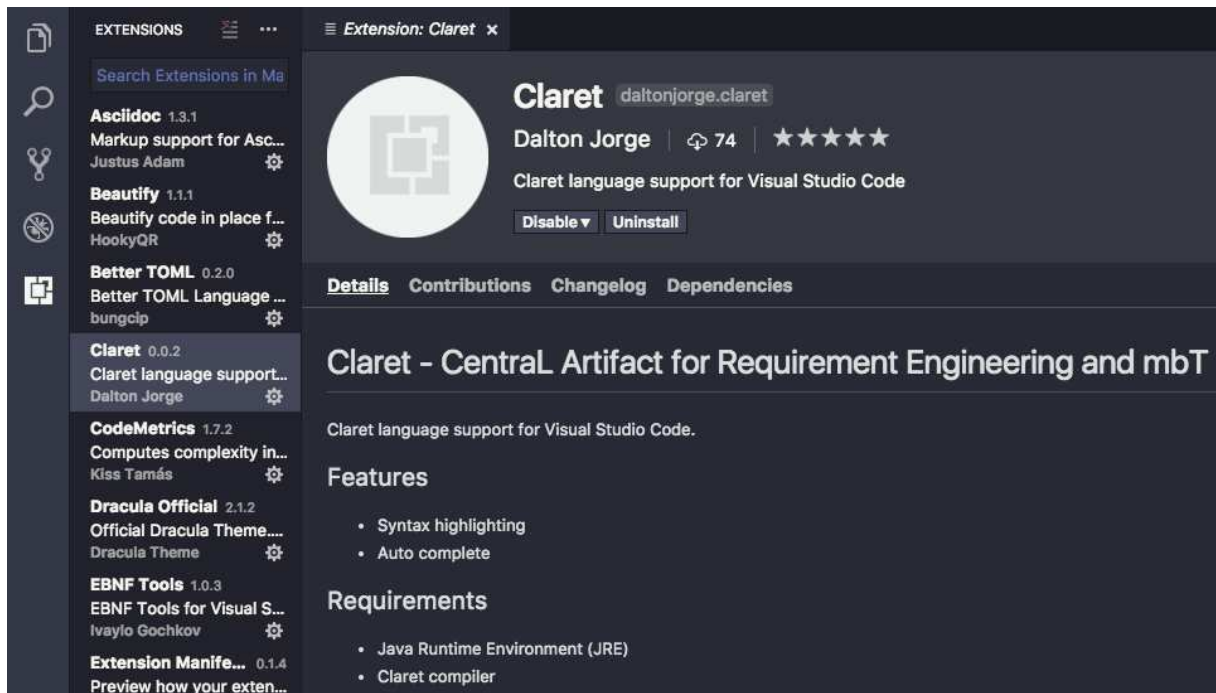 EXTENSIONS
Search Extensions in Ma
Asciidoc 1.3.1
Markup support for Asc...
Justus Adam
Beautify 1.1.1
Beautify code in place f...
HookyQR
Better TOML 0.2.0
Better TOML Language ...
bungcip
Claret 0.0.2
Claret language support...
Dalton Jorge
CodeMetrics 1.7.2
Computes complexity in...
Kiss Tamás
Dracula Official 2.1.2
Official Dracula Theme....
Dracula Theme
EBNF Tools 1.0.3
EBNF Tools for Visual S...
Ivaylo Gochkov
Extension Manife... 0.1.4
Preview how your exten...
Extension: Claret ×
Claret daltonjorge.claret
Dalton Jorge 74 ★★★★★
Claret language support for Visual Studio Code
Disable▼ Uninstall
Details Contributions Changelog Dependencies
Claret - CentraL Artifact for Requirement Engineering and mbT
Claret language support for Visual Studio Code.
Features
• Syntax highlighting
• Auto complete
Requirements
• Java Runtime Environment (JRE)
• Claret compiler